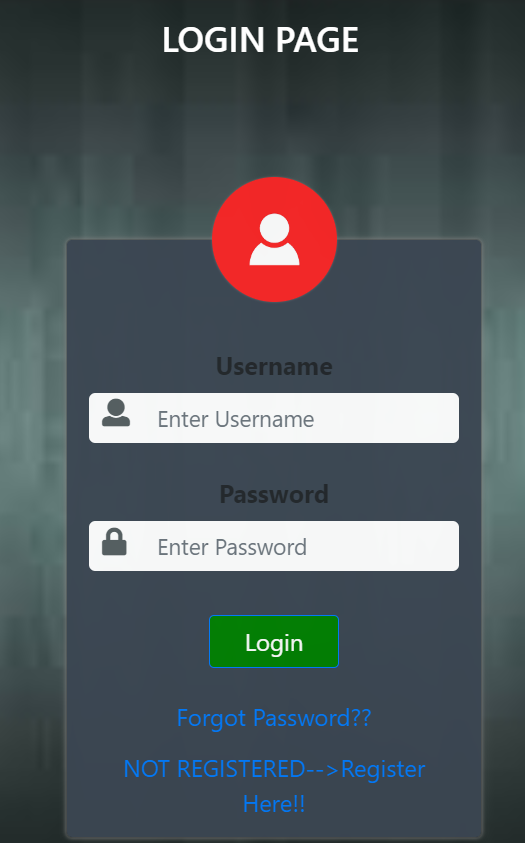 LOGIN PAGE
Username
Enter Username
Password
Enter Password
Login
Forgot Password??
NOT REGISTERED-->Register
Here!!